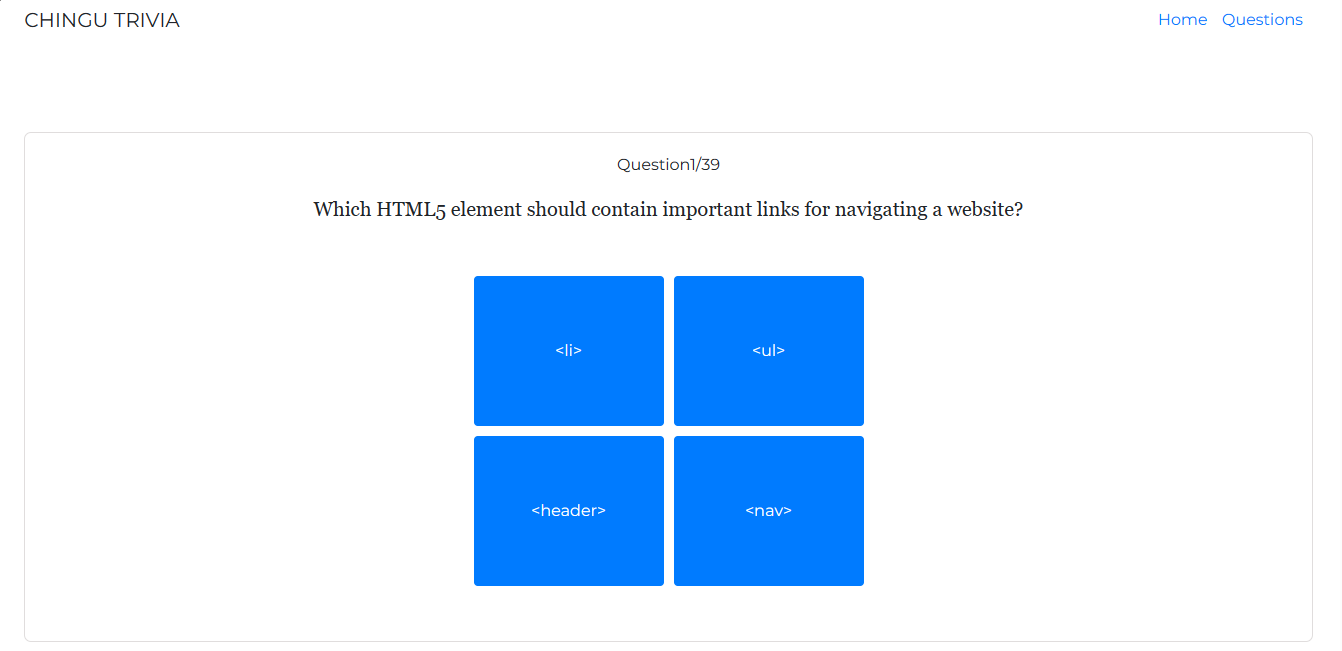 CHINGU TRIVIA
Home Questions
Question1/39
Which HTML5 element should contain important links for navigating a website?
<li> <ul>
<header> <nav>